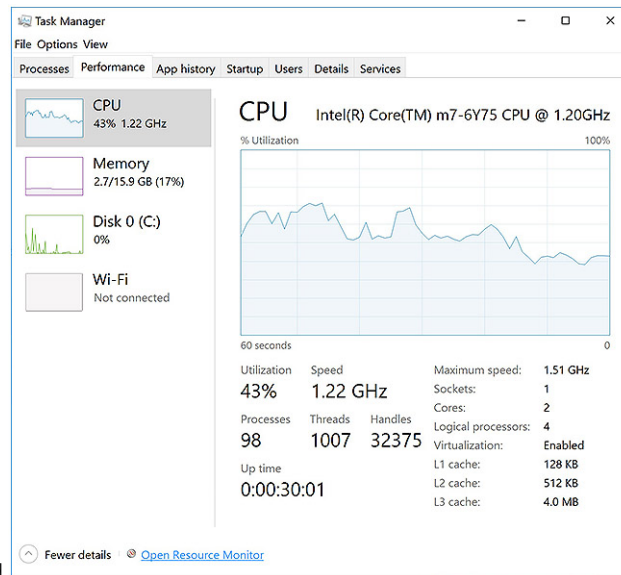 Task Manager
File Options View
Processes Performance App history Startup Users Details Services
CPU
43% 1.22 GHz
Memory
2.7/15.9 GB (17%)
Disk 0 (C:)
0%
Wi-Fi
Not connected
CPU Intel(R) Core(TM) m7-6Y75 CPU @ 1.20GHz
% Utilization 100%
60 seconds 0
Utilization Speed
43% 1.22 GHz
Processes Threads Handles
98 1007 32375
Up time
0:00:30:01
Maximum speed: 1.51 GHz
Sockets: 1
Cores: 2
Logical processors: 4
Virtualization: Enabled
L1 cache: 128 KB
L2 cache: 512 KB
L3 cache: 4.0 MB
Fewer details Open Resource Monitor